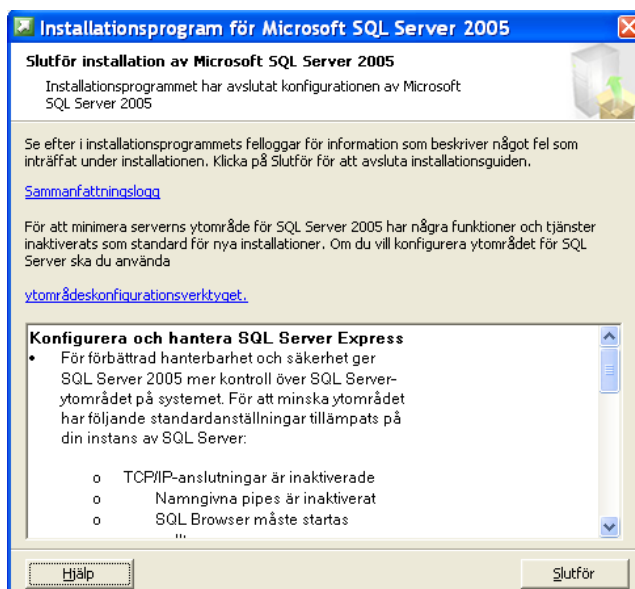 Installationsprogram för Microsoft SQL Server 2005
Slutför installation av Microsoft SQL Server 2005
Installationsprogrammet har avslutat konfigurationen av Microsoft
SQL Server 2005
Se efter i installationsprogrammets felloggar för information som beskriver något fel som
inträffat under installationen. Klicka på Slutför för att avsluta installationsguiden.
Sammanfattningslogg
För att minimera serverns ytområde för SQL Server 2005 har några funktioner och tjänster
inaktiverats som standard för nya installationer. Om du vill konfigurera ytområdet för SQL
Server ska du använda
ytområdeskonfigurationsverktyget.
Konfigurera och hantera SQL Server Express
• För förbättrad hanterbarhet och säkerhet ger
SQL Server 2005 mer kontroll över SQL Server-
ytområdet på systemet. För att minska ytområdet
har följande standardanställningar tillämpats på
din instans av SQL Server:
o TCP/IP-anslutningar är inaktiverade
o Namngivna pipes är inaktiverat
o SQL Browser måste startas
Hjälp
Slutför